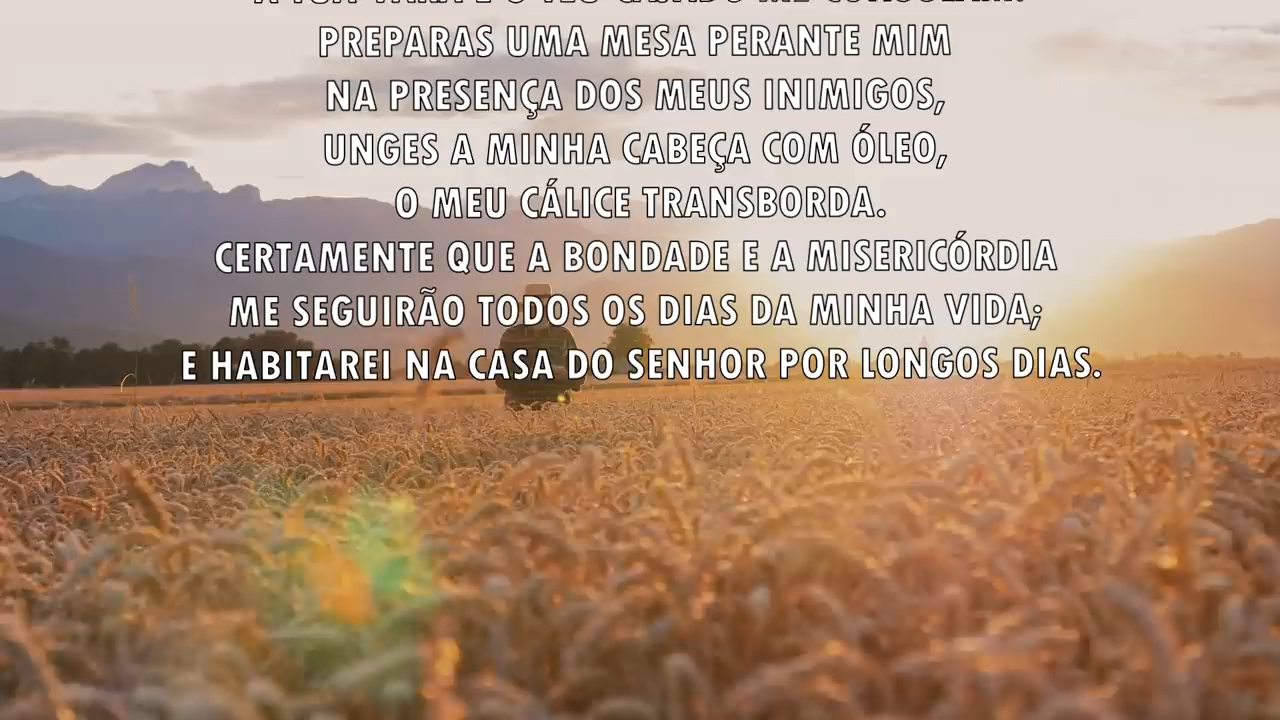 PREPARAS UMA MESA PERANTE MIM
NA PRESENÇA DOS MEUS INIMIGOS,
UNGES A MINHA CABEÇA COM ÓLEO,
O MEU CÁLICE TRANSBORDA.
CERTAMENTE QUE A BONDADE E A MISERICÓRDIA
ME SEGUIRÃO TODOS OS DIAS DA MINHA VIDA;
E HABITAREI NA CASA DO SENHOR POR LONGOS DIAS.